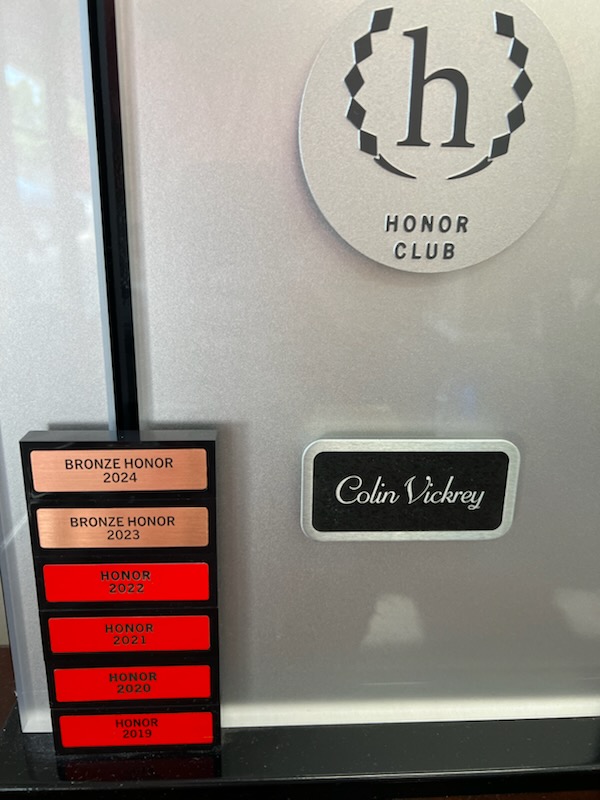 h
HONOR
CLUB
Colin Vickrey
BRONZE HONOR
2024
BRONZE HONOR
2023
HONOR
2022
HONOR
2021
HONOR
2020
HONOR
2019